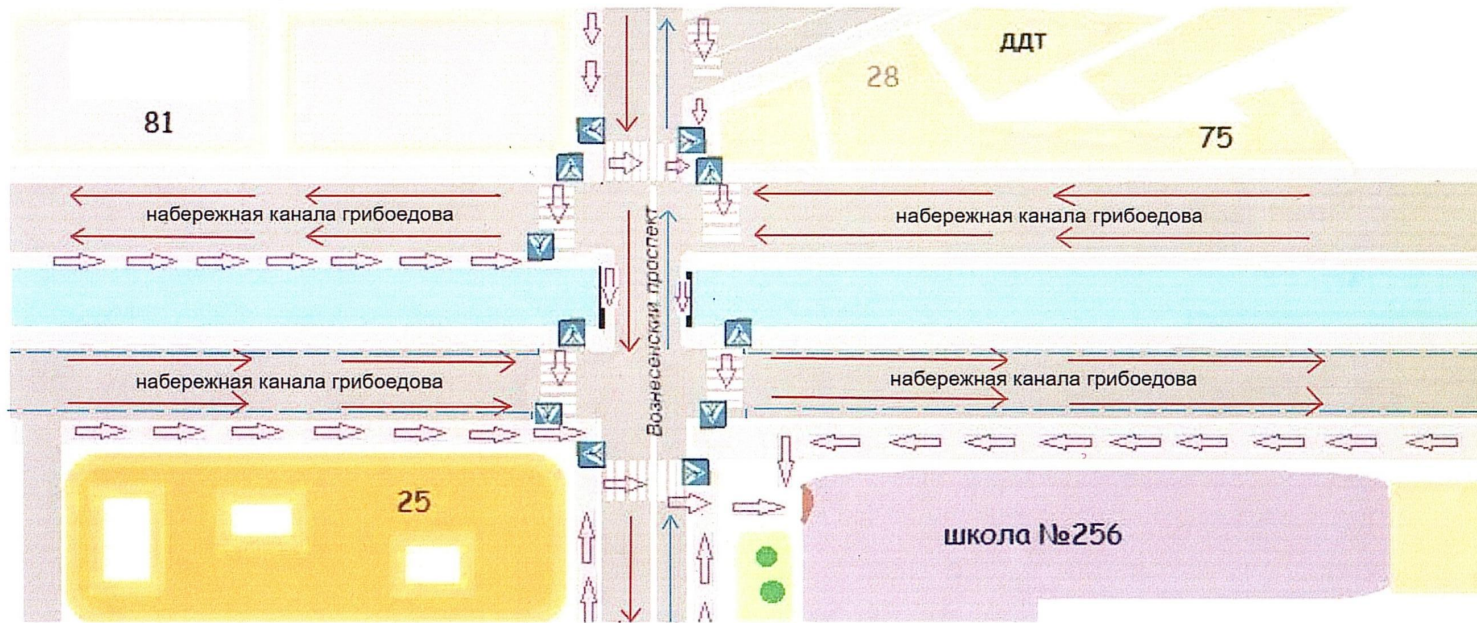 ДДТ
28
81
75
набережная канала грибоедова
набережная канала грибоедова
Вознесенский проспект
набережная канала грибоедова
набережная канала грибоедова
25
школа №256